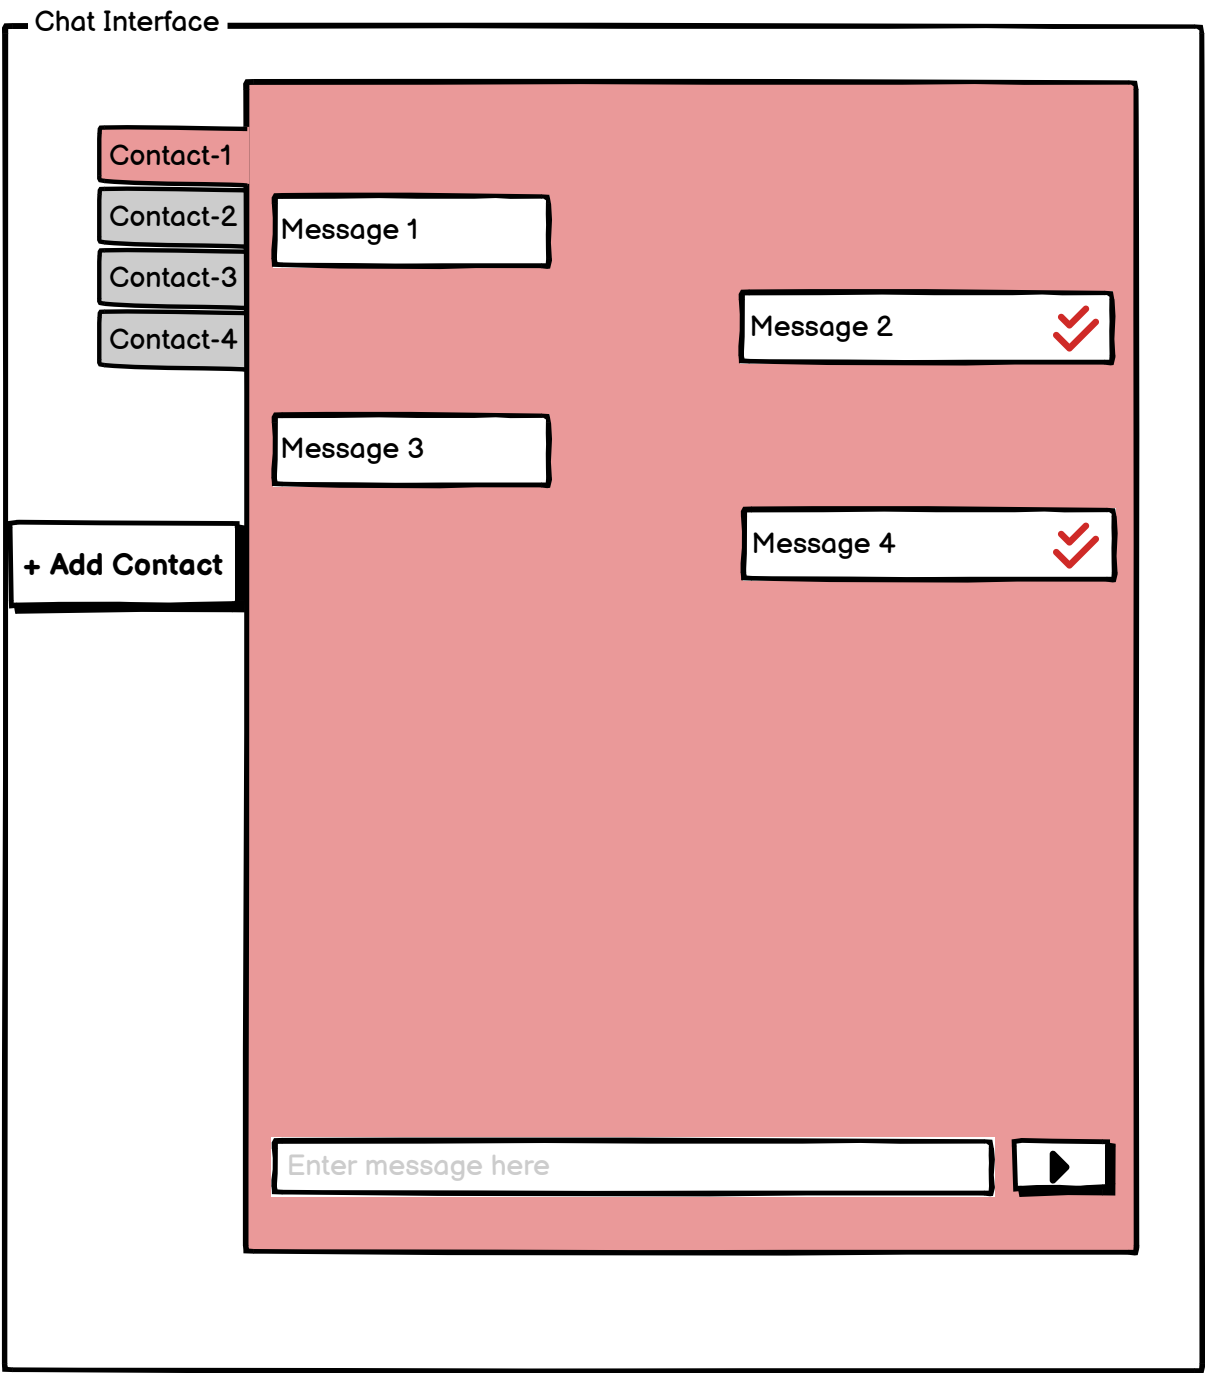 Chat Interface
Contact-1
Contact-2
Contact-3
Contact-4
+ Add Contact
Message 1
Message 2
Message 3
Message 4
Enter message here